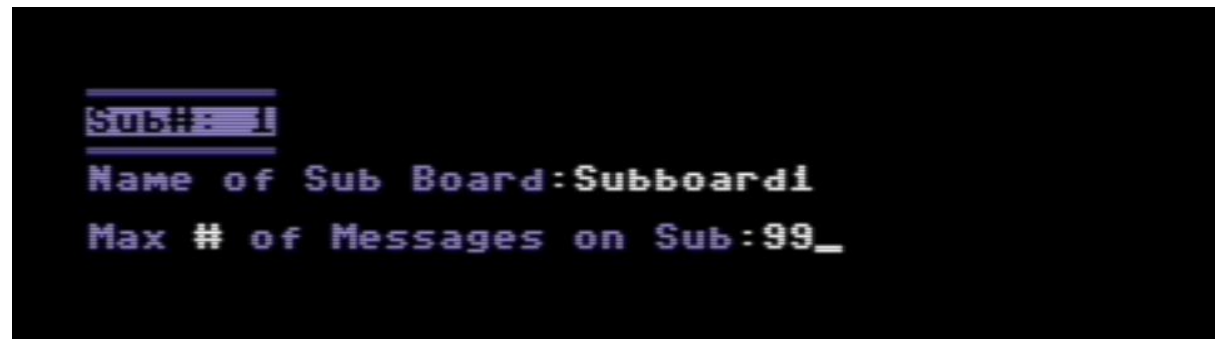 Sub#: 1
Name of Sub Board:Subboard1
Max # of Messages on Sub:99_